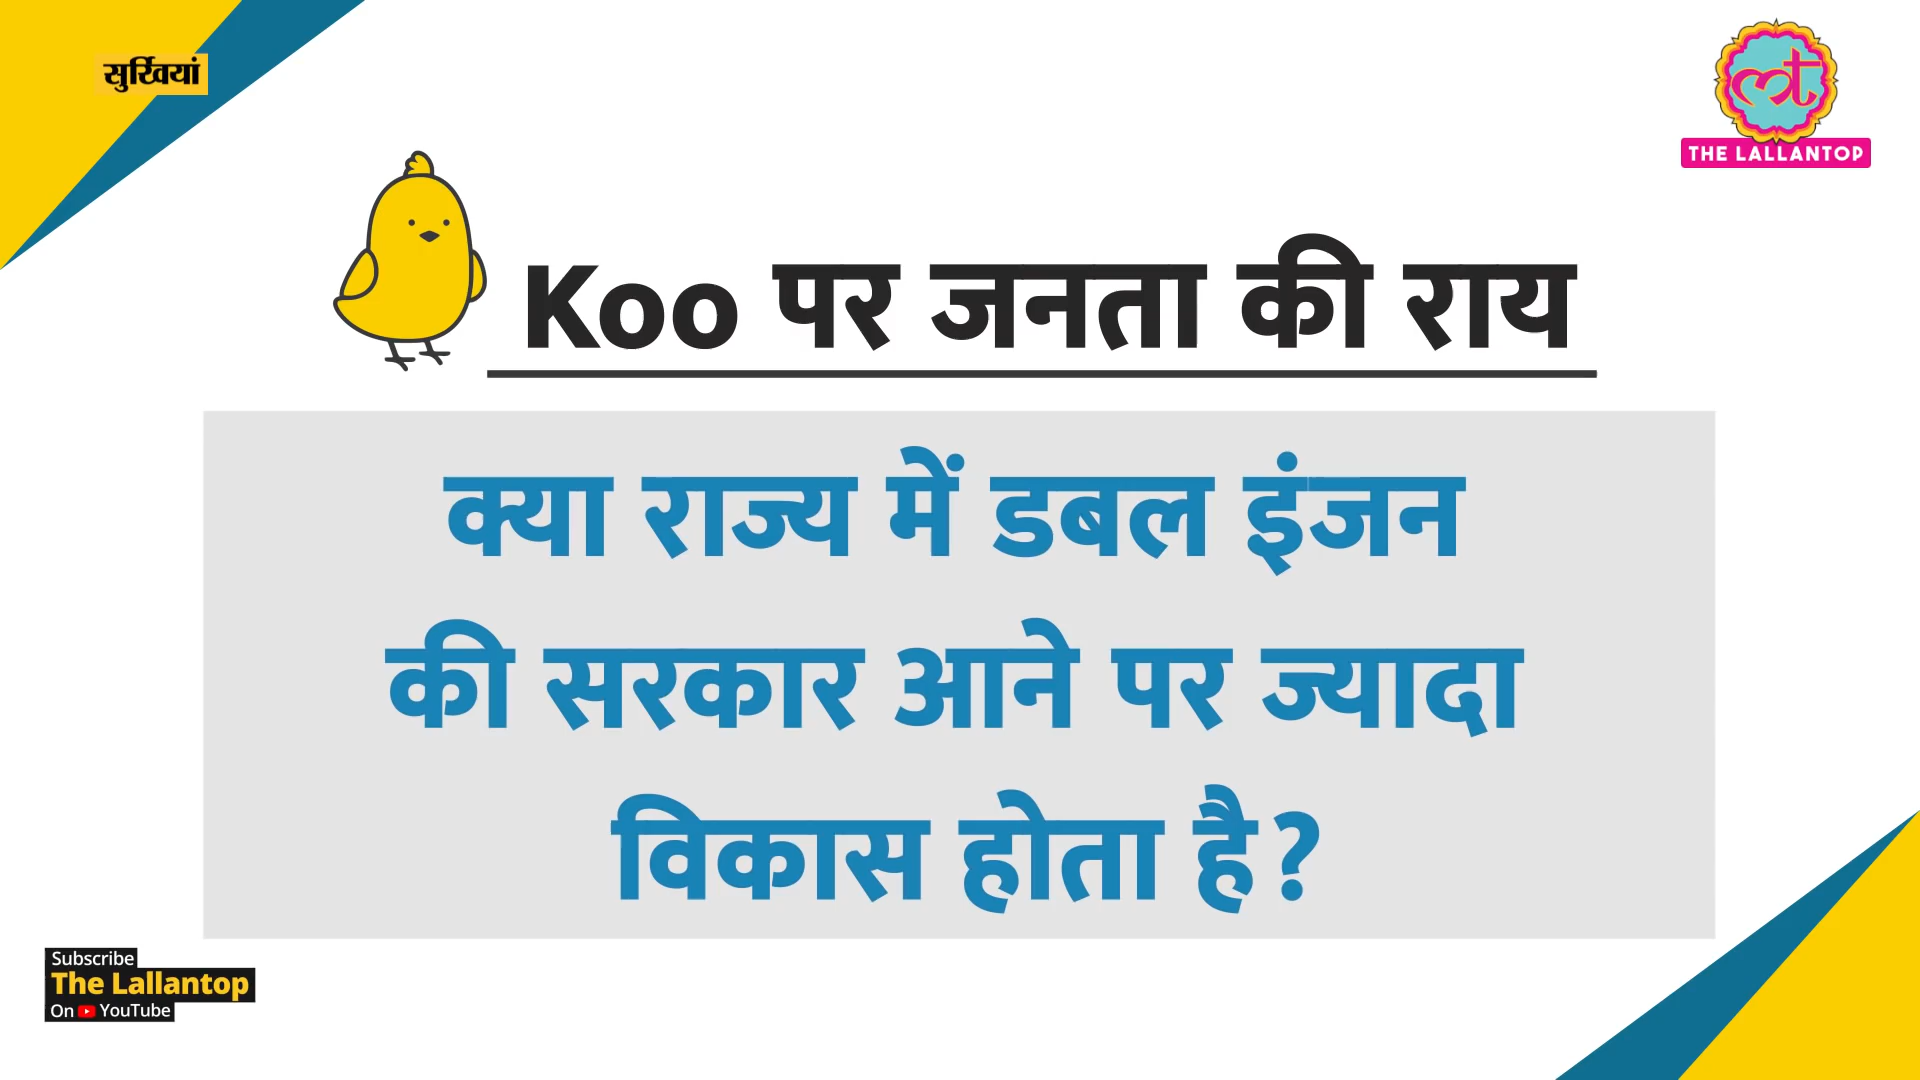 सुर्खियां
THE LALLANTOP
Koo पर जनता की राय
क्या राज्य में डबल इंजन
की सरकार आने पर ज्यादा
विकास होता है?
Subscribe
The Lallantop
On YouTube